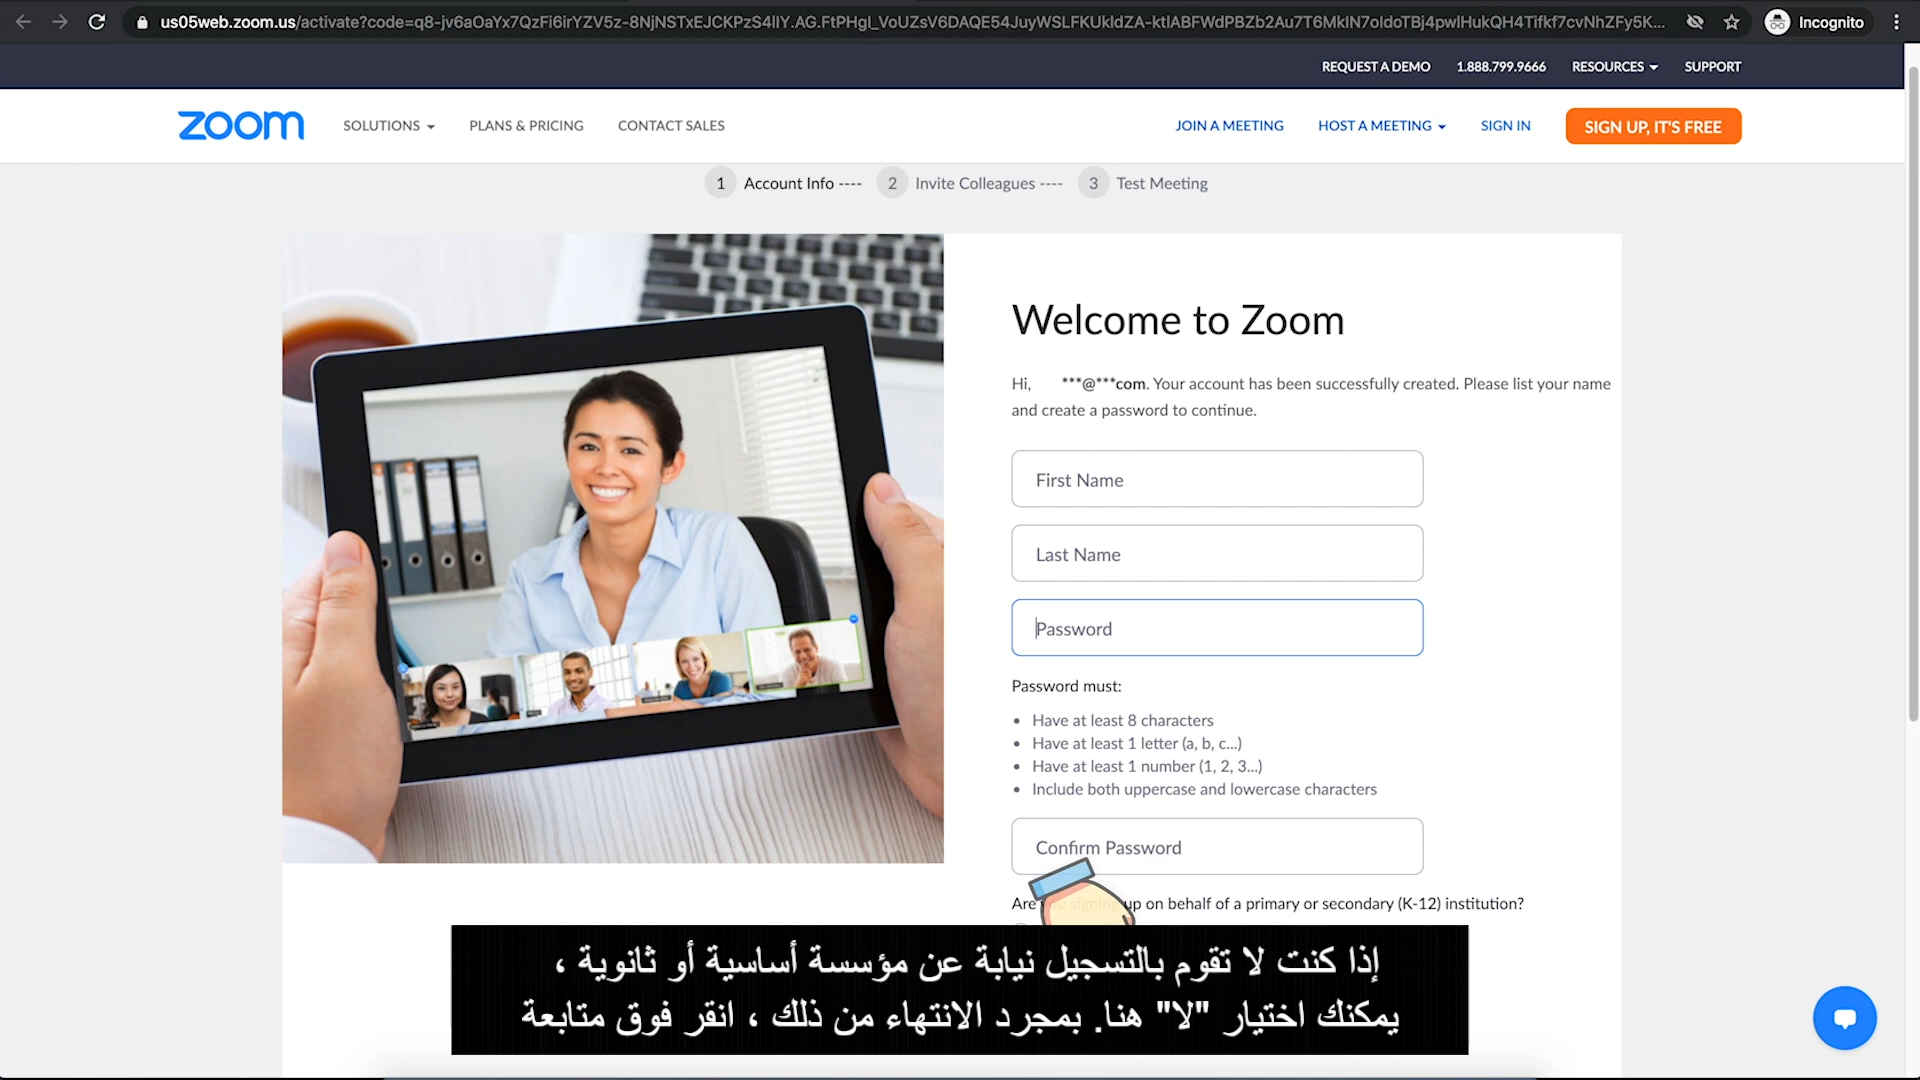 us05web.zoom.us/activate?code=q8-jv6aOaYx7QzFi6irYZV5z-8NjNSTxEJCKPzS4lIY.AG.FtPHgI_VoUZsV6DAQE54JuyWSLFKUkldZA-ktIABFWdPBZb2Au7T6MkIN7oIdoTBj4pwIHukQH4Tifkf7cvNhZFy5K...
Incognito
REQUEST A DEMO 1.888.799.9666 RESOURCES SUPPORT
zoom SOLUTIONS PLANS & PRICING CONTACT SALES JOIN A MEETING HOST A MEETING SIGN IN SIGN UP, IT'S FREE
1 Account Info ---- 2 Invite Colleagues ---- 3 Test Meeting
Welcome to Zoom
Hi, ***@***com. Your account has been successfully created. Please list your name
and create a password to continue.
First Name
Last Name
Password
Password must:
• Have at least 8 characters
• Have at least 1 letter (a, b, c...)
• Have at least 1 number (1, 2, 3...)
• Include both uppercase and lowercase characters
Confirm Password
Are you signing up on behalf of a primary or secondary (K-12) institution?
إذا كنت لا تقوم بالتسجيل نيابة عن مؤسسة أساسية أو ثانوية ،
يمكنك اختيار "لا" هنا. بمجرد الانتهاء من ذلك ، انقر فوق متابعة